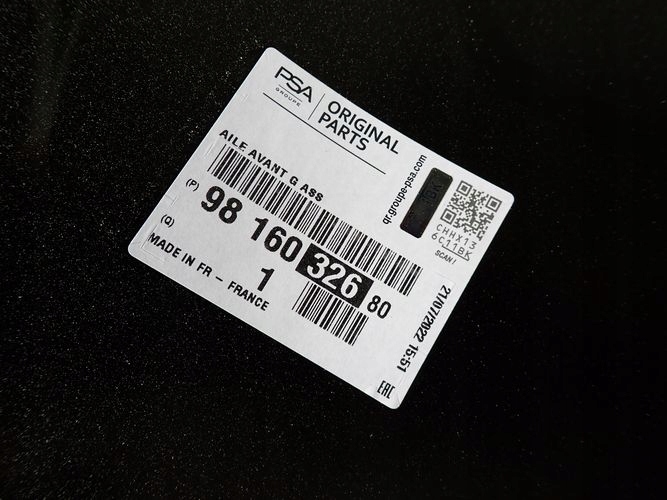 PSA
GROUPE
ORIGINAL
PARTS
AILE AVANT G ASS
(P)
98 160 326 80
(Q)
1
MADE IN FR - FRANCE
qr.groupe-psa.com
CHHX13
6C11BK
SCAN!
21/07/2022 15:51
EAC